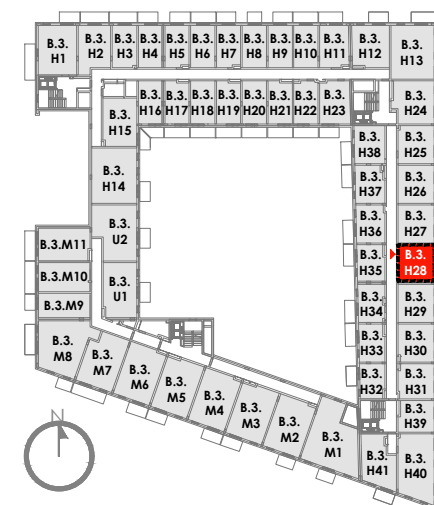 B.3.
H1
B.3.
H2
B.3.
H3
B.3.
H4
B.3.
H5
B.3.
H6
B.3.
H7
B.3.
H8
B.3.
H9
B.3.
H10
B.3.
H11
B.3.
H12
B.3.
H13
B.3.
H16
B.3.
H17
B.3.
H18
B.3.
H19
B.3.
H20
B.3.
H21
B.3.
H22
B.3.
H23
B.3.
H24
B.3.
H15
B.3.
H38
B.3.
H25
B.3.
H14
B.3.
H37
B.3.
H26
B.3.
U2
B.3.
H36
B.3.
H27
B.3.M11
B.3.
H35
B.3.
H28
B.3.M10
B.3.
U1
B.3.
H34
B.3.
H29
B.3.M9
B.3.
M8
B.3.
M7
B.3.
M6
B.3.
M5
B.3.
M4
B.3.
M3
B.3.
M2
B.3.
M1
B.3.
H33
B.3.
H30
B.3.
H32
B.3.
H31
B.3.
H39
B.3.
H41
B.3.
H40
N